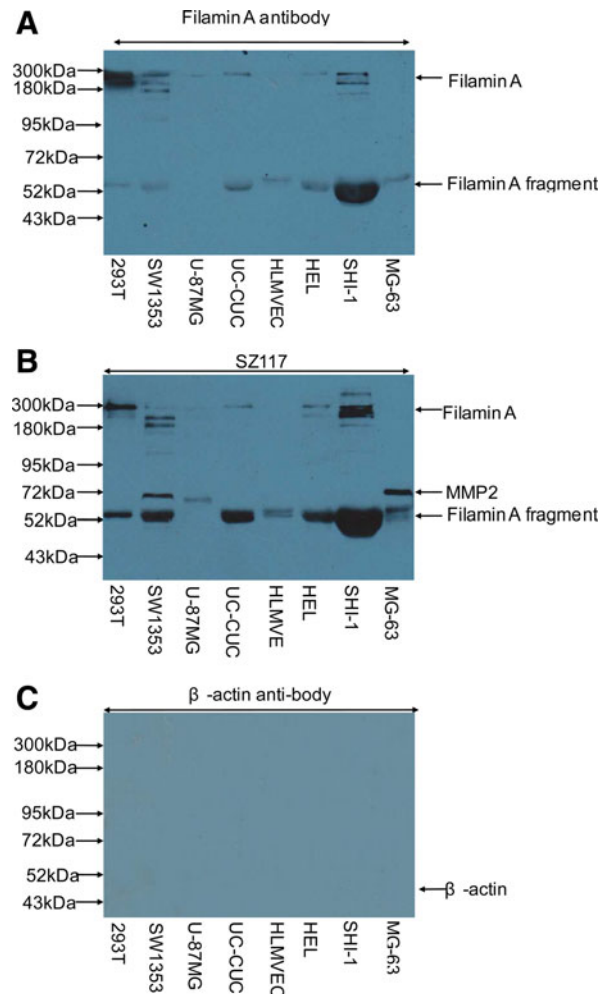 A
Filamin A antibody
300kDa
180kDa
95kDa
72kDa
52kDa
43kDa
Filamin A
Filamin A fragment
293T
SW1353
U-87MG
UC-CUC
HLMVEC
HEL
SHI-1
MG-63
B
SZ117
300kDa
180kDa
95kDa
72kDa
52kDa
43kDa
Filamin A
MMP2
Filamin A fragment
293T
SW1353
U-87MG
UC-CUC
HLMVE
HEL
SHI-1
MG-63
C
β -actin anti-body
300kDa
180kDa
95kDa
72kDa
52kDa
43kDa
β -actin
293T
SW1353
U-87MG
UC-CUC
HLMVEC
HEL
SHI-1
MG-63